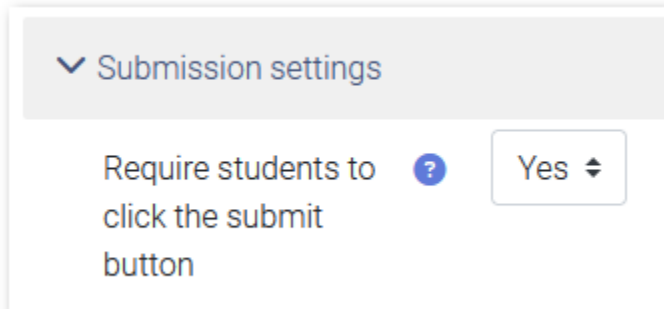 Submission settings
Require students to ? Yes
click the submit
button